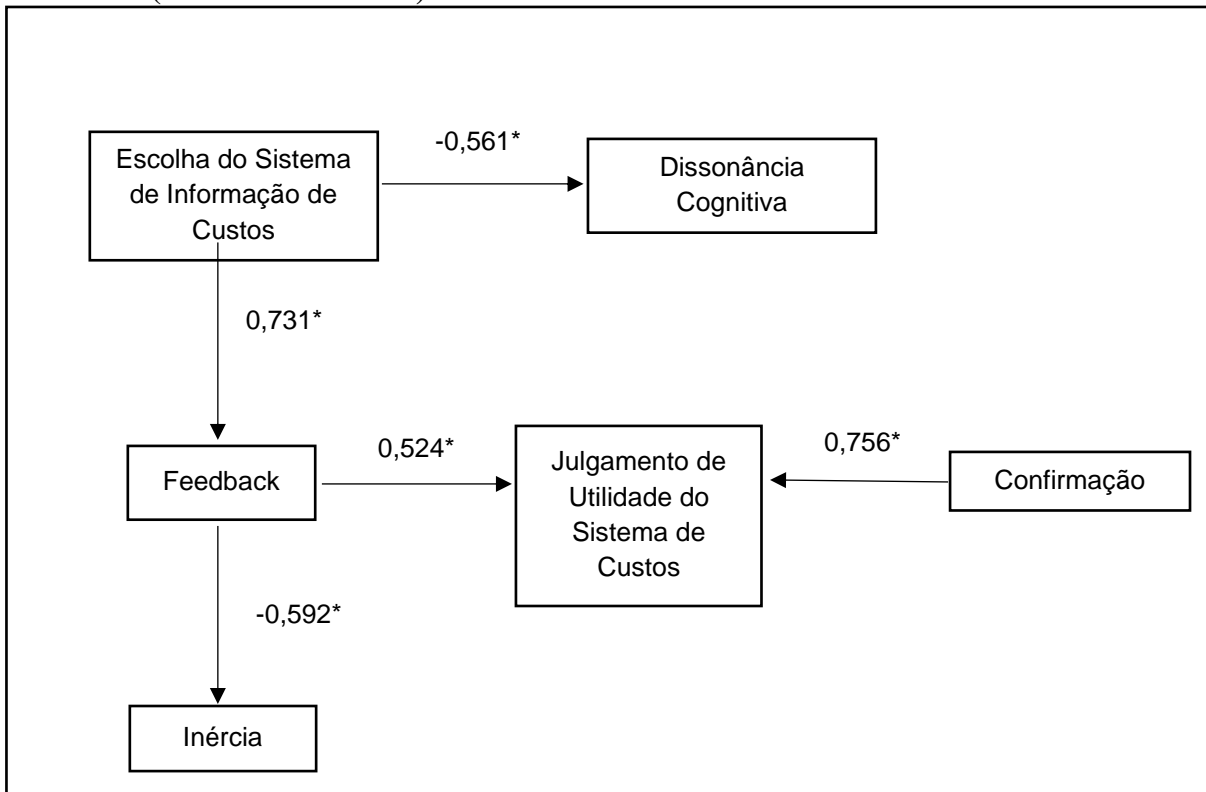 Escolha do Sistema
de Informação de
Custos
-0,561*
Dissonância
Cognitiva
0,731*
Feedback
0,524*
Julgamento de
Utilidade do
Sistema de
Custos
0,756*
Confirmação
-0,592*
Inércia